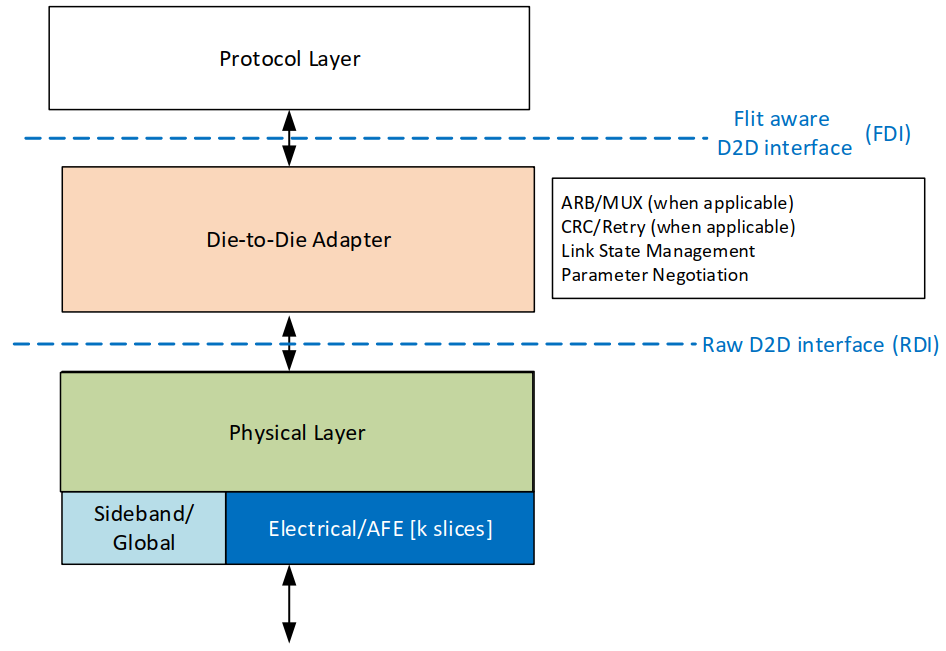 Protocol Layer
Flit aware
D2D interface (FDI)
Die-to-Die Adapter
ARB/MUX (when applicable)
CRC/Retry (when applicable)
Link State Management
Parameter Negotiation
Raw D2D interface (RDI)
Physical Layer
Sideband/
Global
Electrical/AFE [k slices]